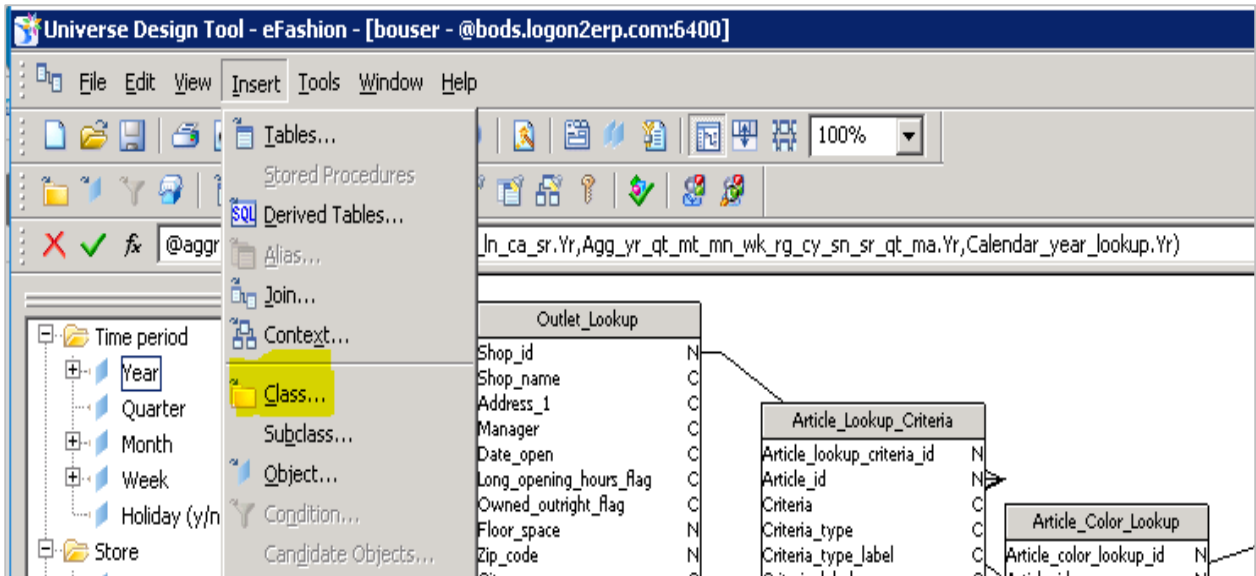 Universe Design Tool - eFashion - [bouser - @bods.logon2erp.com:6400]
File Edit View Insert Tools Window Help
100%
@aggr
_ln_ca_sr.Yr,Agg_yr_qt_mt_mn_wk_rg_cy_sn_sr_qt_ma.Yr,Calendar_year_lookup.Yr)
Tables...
Stored Procedures
SQL Derived Tables...
Alias...
Join...
Context...
Class...
Subclass...
Object...
Condition...
Candidate Objects...
Time period
Year
Quarter
Month
Week
Holiday (y/n
Store
Outlet_Lookup
Shop_id N
Shop_name C
Address_1 C
Manager C
Date_open C
Long_opening_hours_flag C
Owned_outright_flag C
Floor_space N
Zip_code N
Article_Lookup_Criteria
Article_lookup_criteria_id N
Article_id N
Criteria C
Criteria_type C
Criteria_type_label C
Article_Color_Lookup
Article_color_lookup_id N